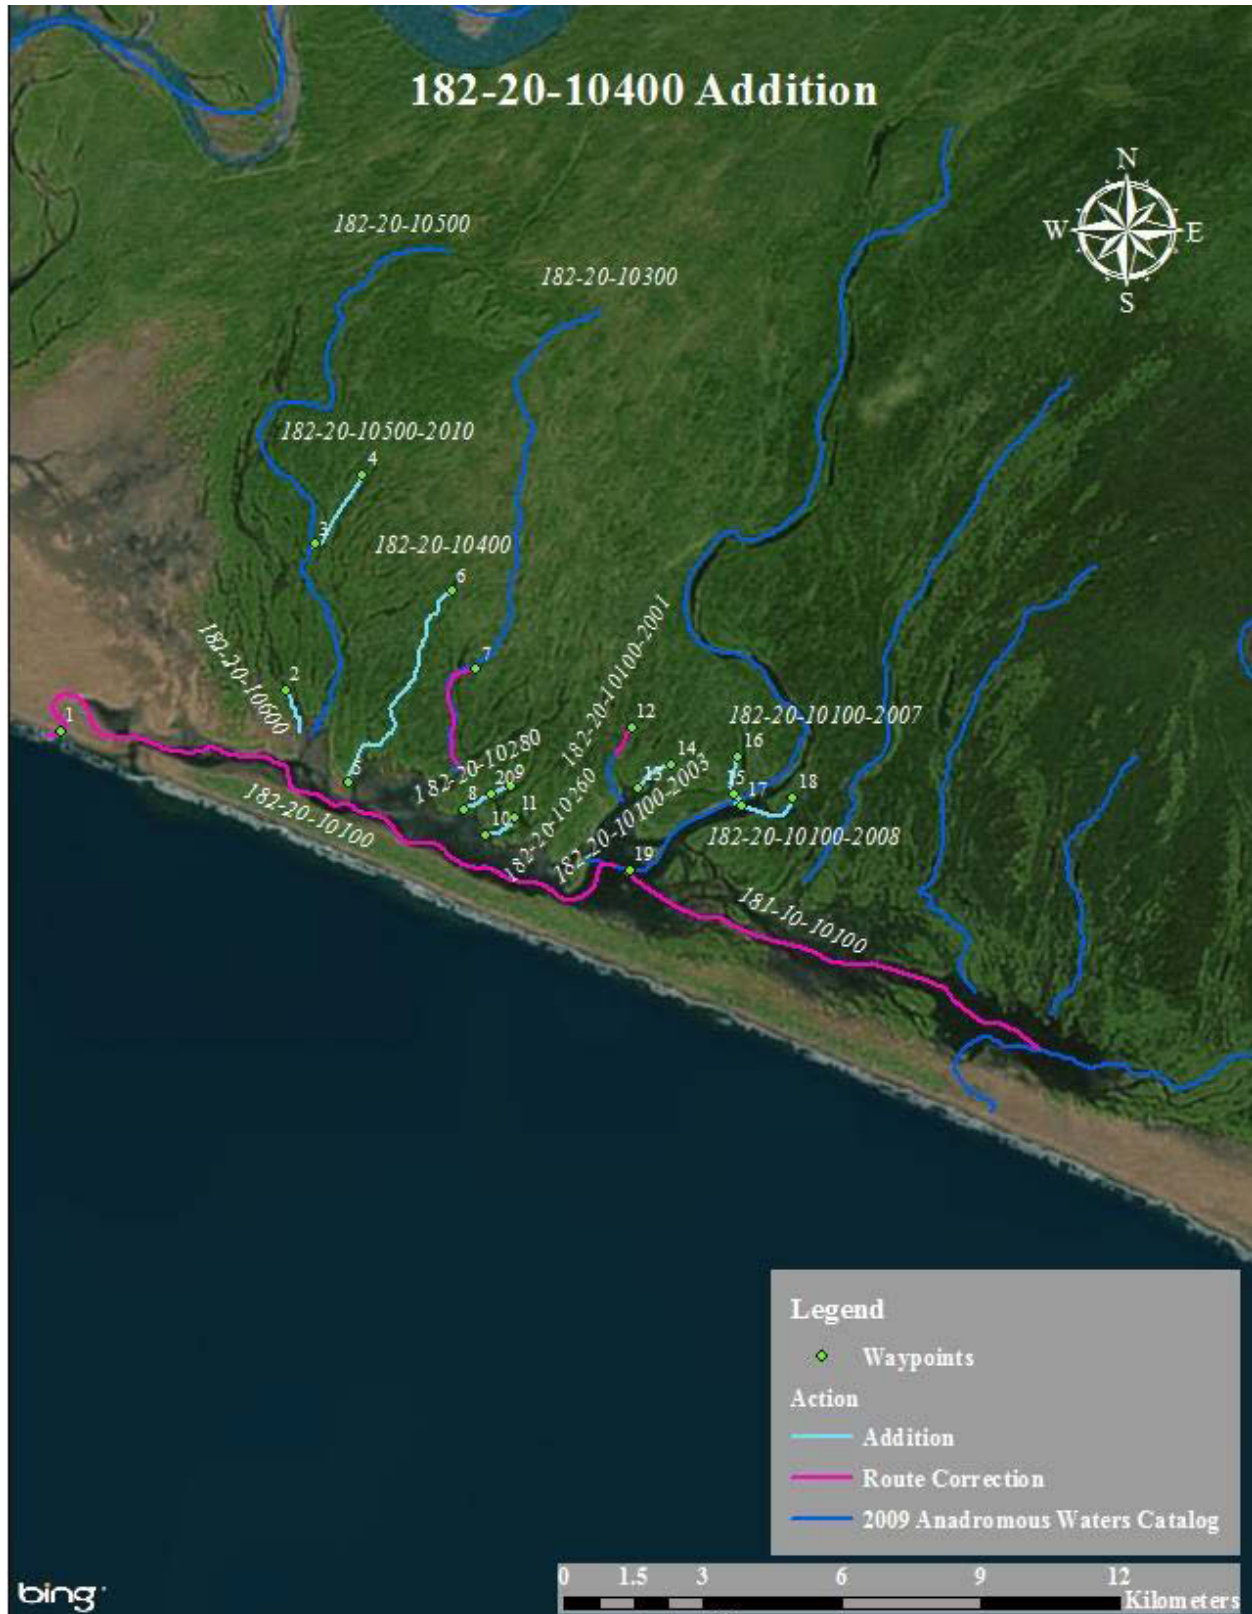 182-20-10400 Addition
N
W
E
S
182-20-10500
182-20-10300
182-20-10500-2010
4
3
182-20-10400
6
182-20-10600
2
7
182-20-10100-2001
1
12
182-20-10100-2007
182-20-10280
5
8
20
9
13
14
16
15
17
18
182-20-10100
10
11
182-20-10260
182-20-10100-2003
182-20-10100-2008
19
181-10-10100
Legend
Waypoints
Action
Addition
Route Correction
2009 Anadromous Waters Catalog
0 1.5 3 6 9 12
Kilometers
bing